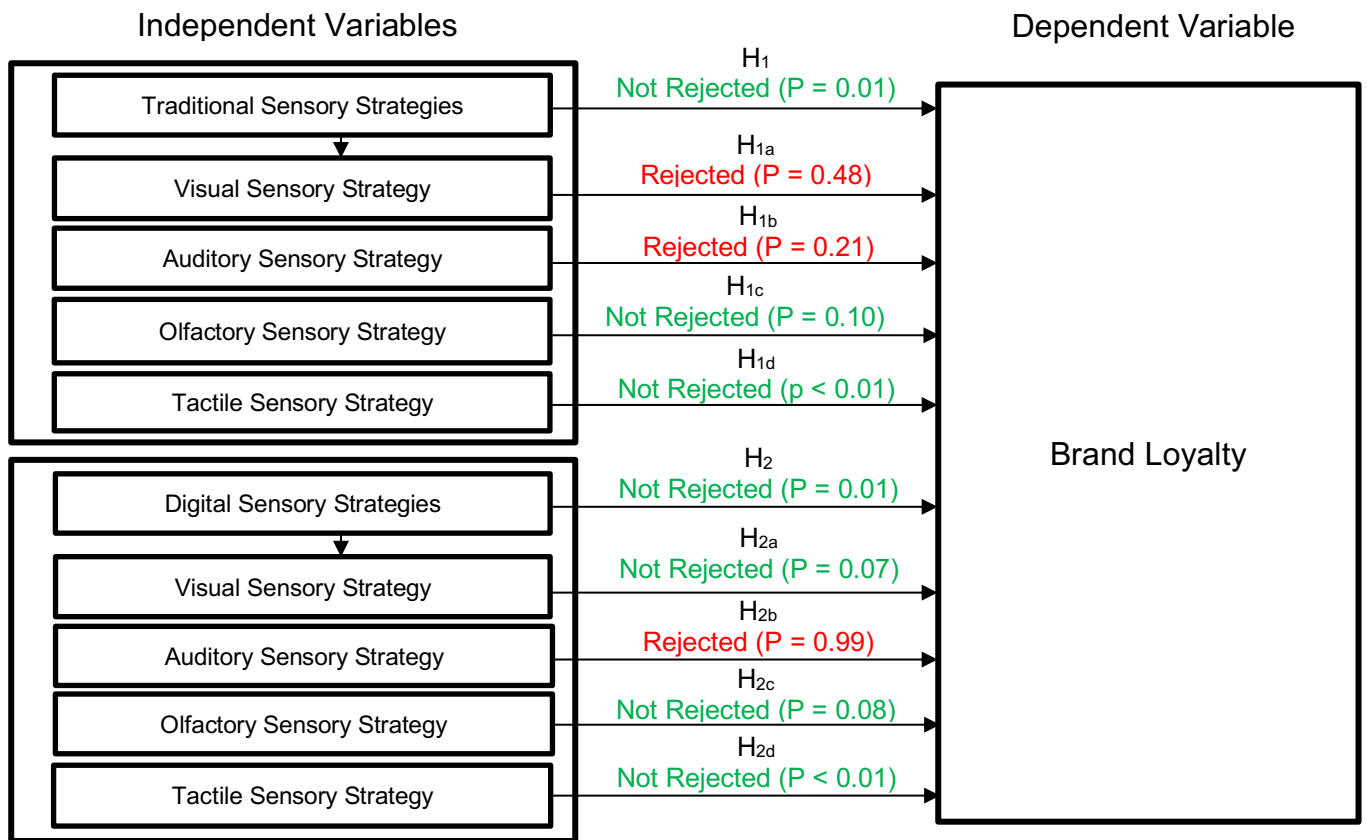 Independent Variables
Dependent Variable
H₁
Not Rejected (P = 0.01)
Traditional Sensory Strategies
H₁ₐ
Rejected (P = 0.48)
Visual Sensory Strategy
H₁b
Rejected (P = 0.21)
Auditory Sensory Strategy
H₁c
Not Rejected (P = 0.10)
Olfactory Sensory Strategy
H₁d
Not Rejected (p < 0.01)
Tactile Sensory Strategy
Brand Loyalty
H₂
Not Rejected (P = 0.01)
Digital Sensory Strategies
H₂ₐ
Not Rejected (P = 0.07)
Visual Sensory Strategy
H₂b
Rejected (P = 0.99)
Auditory Sensory Strategy
H₂c
Not Rejected (P = 0.08)
Olfactory Sensory Strategy
H₂d
Not Rejected (P < 0.01)
Tactile Sensory Strategy